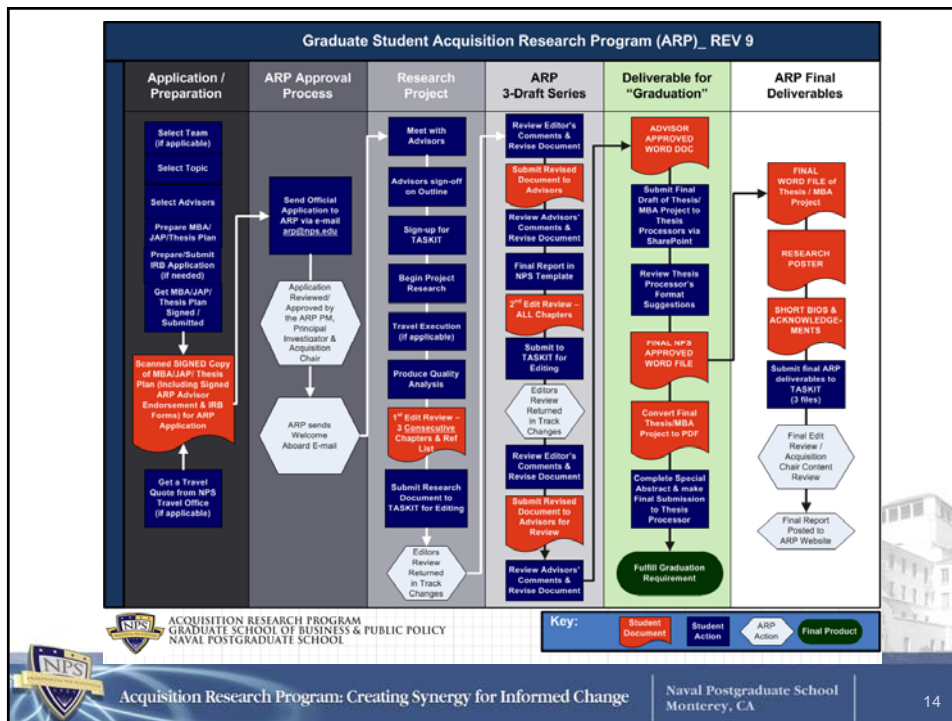 Graduate Student Acquisition Research Program (ARP)_ REV 9
Application /
Preparation
Select Team
(if applicable)
Select Topic
Select Advisors
Prepare MBA/
JAP/Thesis Plan
Prepare/Submit
IRB Application
(if needed)
Get MBA/JAP/
Thesis Plan
Signed /
Submitted
Scanned SIGNED Copy
of MBA/JAP/ Thesis
Plan (Including Signed
ARP Advisor
Endorsement & IRB
Forms) for ARP
Application
Get a Travel
Quote from NPS
Travel Office
(if applicable)
ARP Approval
Process
Send Official
Application to
ARP via e-mail
arp@nps.edu
Application
Reviewed/
Approved by
the ARP PM,
Principal
Investigator &
Acquisition
Chair
ARP sends
Welcome
Aboard E-mail
Research
Project
Meet with
Advisors
Advisors sign-off
on Outline
Sign-up for
TASKIT
Begin Project
Research
Travel Execution
(if applicable)
Produce Quality
Analysis
1st Edit Review –
3 Consecutive
Chapters & Ref
List
Submit Research
Document to
TASKIT for Editing
Editors
Review
Returned
in Track
Changes
ARP
3-Draft Series
Review Editor's
Comments &
Revise Document
Submit Revised
Document to
Advisors
Review Advisors'
Comments &
Revise Document
Final Report in
NPS Template
2nd Edit Review –
ALL Chapters
Submit to
TASKIT for
Editing
Editors
Review
Returned
in Track
Changes
Review Editor's
Comments &
Revise Document
Submit Revised
Document to
Advisors for
Review
Review Advisors'
Comments &
Revise Document
Deliverable for
“Graduation”
ADVISOR
APPROVED
WORD DOC
Submit Final
Draft of Thesis/
MBA Project to
Thesis
Processors via
SharePoint
Review Thesis
Processor's
Format
Suggestions
FINAL NPS
APPROVED
WORD FILE
Convert Final
Thesis/MBA
Project to PDF
Complete Special
Abstract & make
Final Submission
to Thesis
Processor
Fulfill Graduation
Requirement
ARP Final
Deliverables
FINAL
WORD FILE of
Thesis / MBA
Project
RESEARCH
POSTER
SHORT BIOS &
ACKNOWLEDGE-
MENTS
Submit final ARP
deliverables to
TASKIT
(3 files)
Final Edit
Review /
Acquisition
Chair Content
Review
Final Report
Posted to
ARP Website
NPS
ACQUISITION RESEARCH PROGRAM
GRADUATE SCHOOL OF BUSINESS & PUBLIC POLICY
NAVAL POSTGRADUATE SCHOOL
Key:
Student
Document
Student
Action
ARP
Action
Final Product
NPS
Acquisition Research Program: Creating Synergy for Informed Change
Naval Postgraduate School
Monterey, CA
14